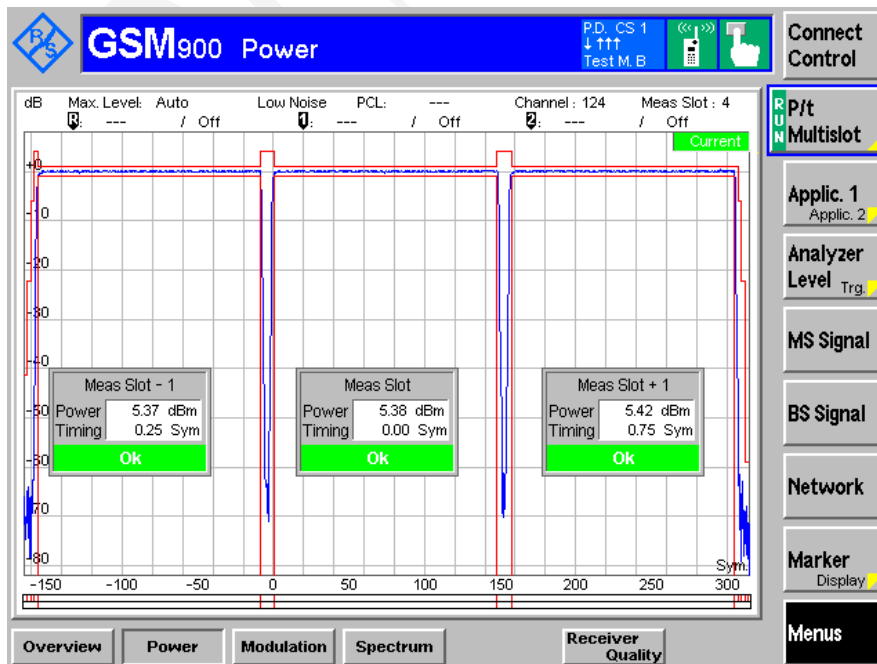 R/S
GSM900 Power
P.D. CS 1
↓ ↑↑↑
Test M. B
Connect Control
dB Max. Level: Auto Low Noise PCL: --- Channel : 124 Meas Slot : 4
R: --- / Off 1: --- / Off 2: --- / Off
Current
RUN
P/t Multislot
Applic. 1
Applic. 2
Analyzer Level Trg.
MS Signal
BS Signal
Network
Marker
Display
Menus
+0
-10
-20
-30
-40
-50
-60
-70
-80
Meas Slot - 1
Power 5.37 dBm
Timing 0.25 Sym
Ok
Meas Slot
Power 5.38 dBm
Timing 0.00 Sym
Ok
Meas Slot + 1
Power 5.42 dBm
Timing 0.75 Sym
Ok
Sym.
-150 -100 -50 0 50 100 150 200 250 300
Overview Power Modulation Spectrum Receiver Quality